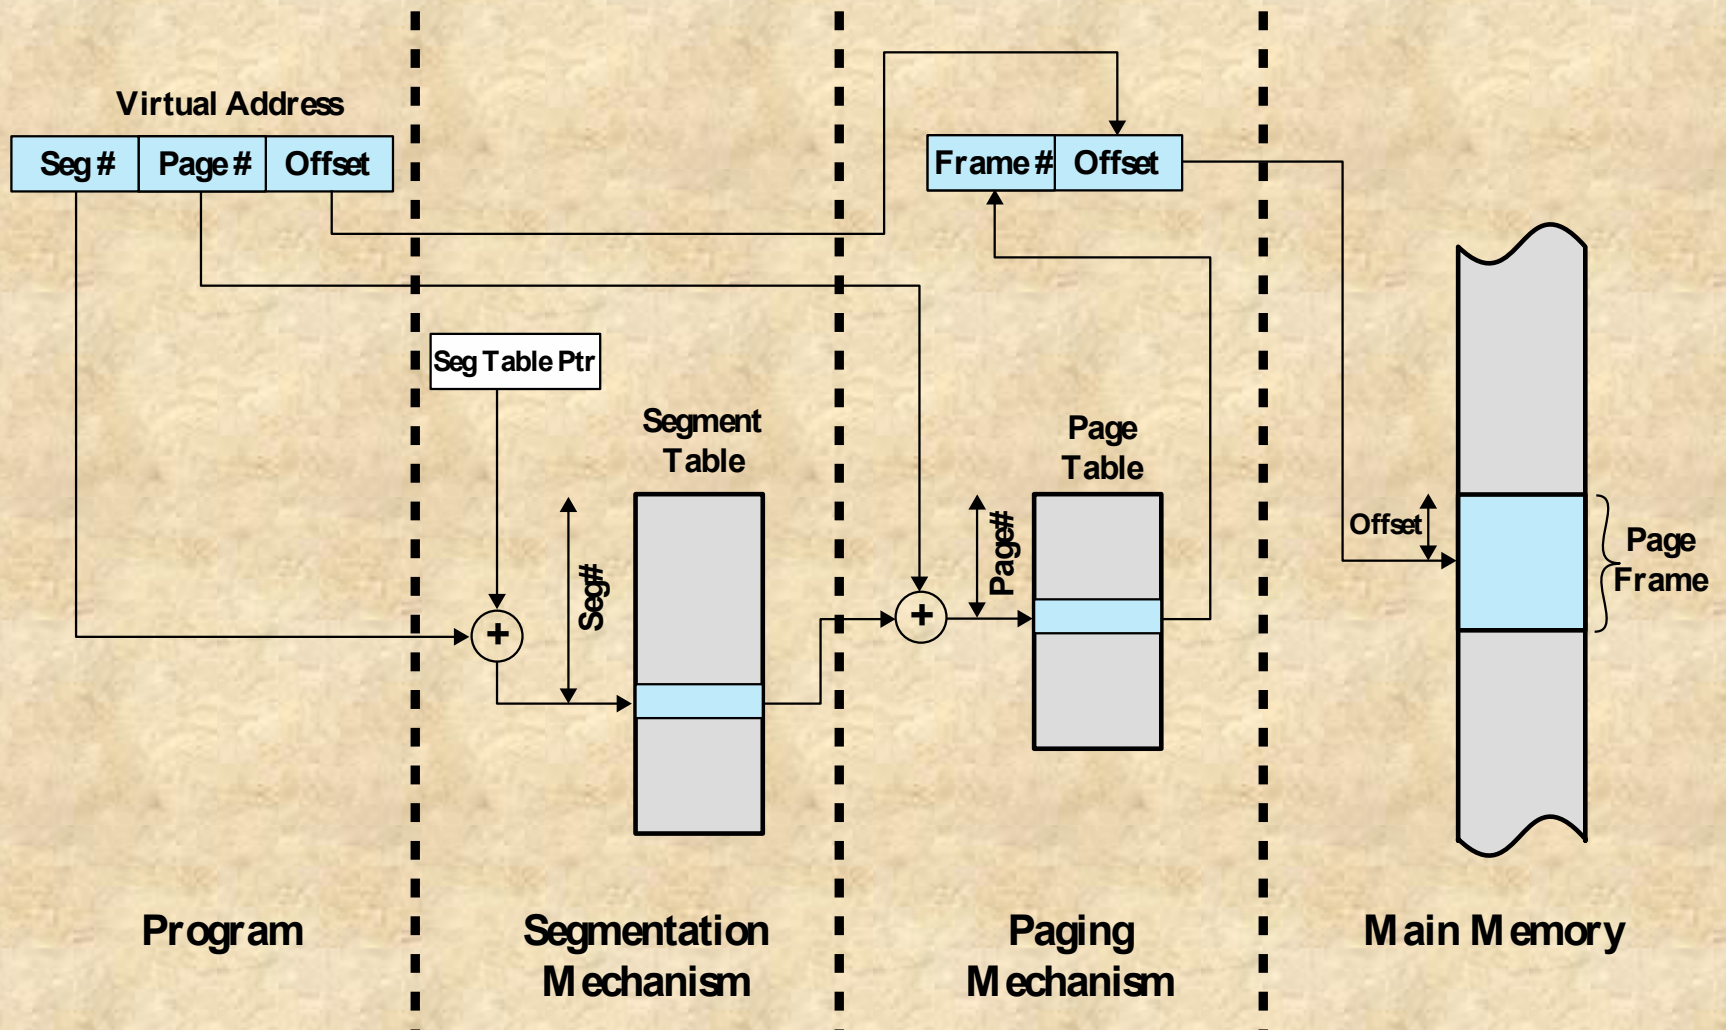 Virtual Address
Seg # Page # Offset
Frame # Offset
Seg Table Ptr
Segment
Table
Seg#
+
Page
Table
Page#
+
Offset
Page
Frame
Program
Segmentation
Mechanism
Paging
Mechanism
Main Memory